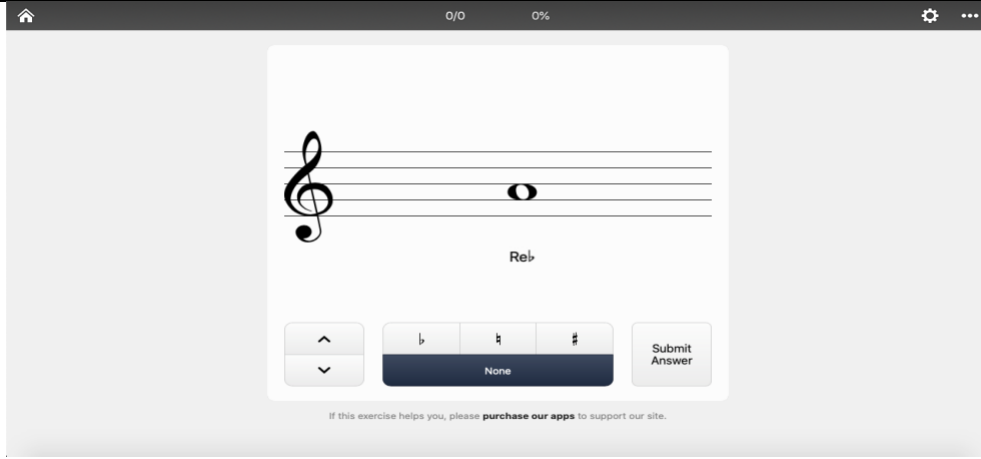 0/0 0%
Re♭
♭ ♮ ♯
None
Submit
Answer
If this exercise helps you, please purchase our apps to support our site.